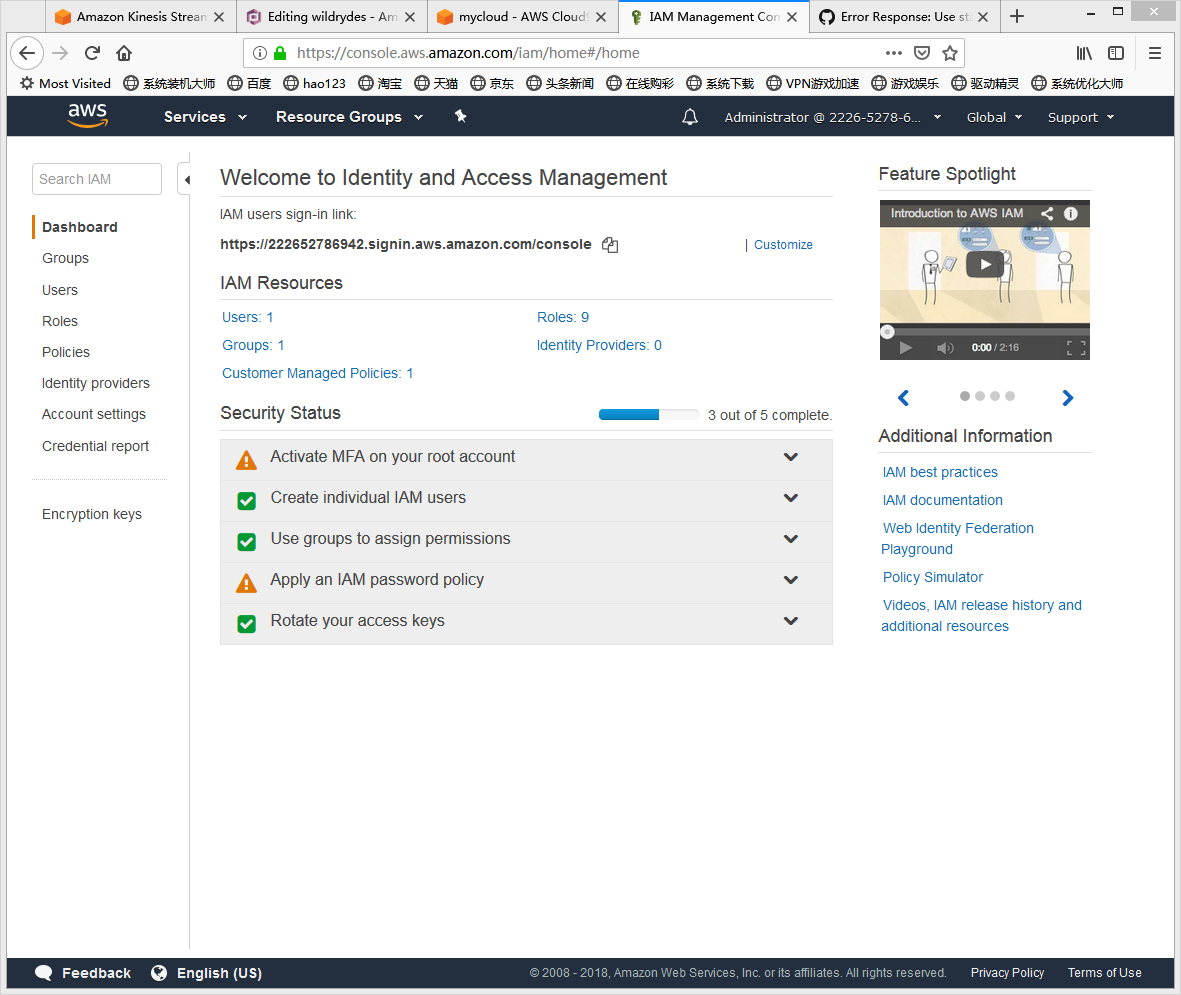 Amazon Kinesis Stream
Editing wildrydes - Am
mycloud - AWS Cloud
IAM Management Con
Error Response: Use st
https://console.aws.amazon.com/iam/home#/home
Most Visited
系统装机大师
百度
hao123
淘宝
天猫
京东
头条新闻
在线购彩
系统下载
VPN游戏加速
游戏娱乐
驱动精灵
系统优化大师
aws
Services
Resource Groups
Administrator @ 2226-5278-6...
Global
Support
Search IAM
Dashboard
Groups
Users
Roles
Policies
Identity providers
Account settings
Credential report
Encryption keys
Welcome to Identity and Access Management
IAM users sign-in link:
https://222652786942.signin.aws.amazon.com/console
| Customize
IAM Resources
Users: 1
Roles: 9
Groups: 1
Identity Providers: 0
Customer Managed Policies: 1
Security Status
3 out of 5 complete.
Activate MFA on your root account
Create individual IAM users
Use groups to assign permissions
Apply an IAM password policy
Rotate your access keys
Feature Spotlight
Introduction to AWS IAM
0:00 / 2:16
Additional Information
IAM best practices
IAM documentation
Web Identity Federation
Playground
Policy Simulator
Videos, IAM release history and
additional resources
Feedback
English (US)
© 2008 - 2018, Amazon Web Services, Inc. or its affiliates. All rights reserved.
Privacy Policy
Terms of Use